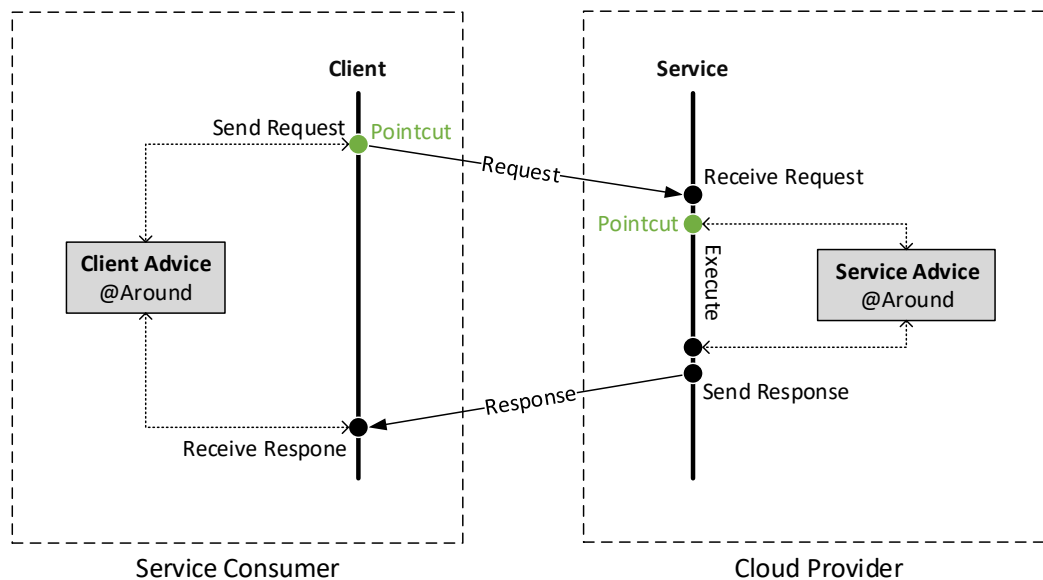 Client
Service
Send Request
Pointcut
Request
Receive Request
Pointcut
Execute
Client Advice
@Around
Service Advice
@Around
Response
Send Response
Receive Respone
Service Consumer
Cloud Provider